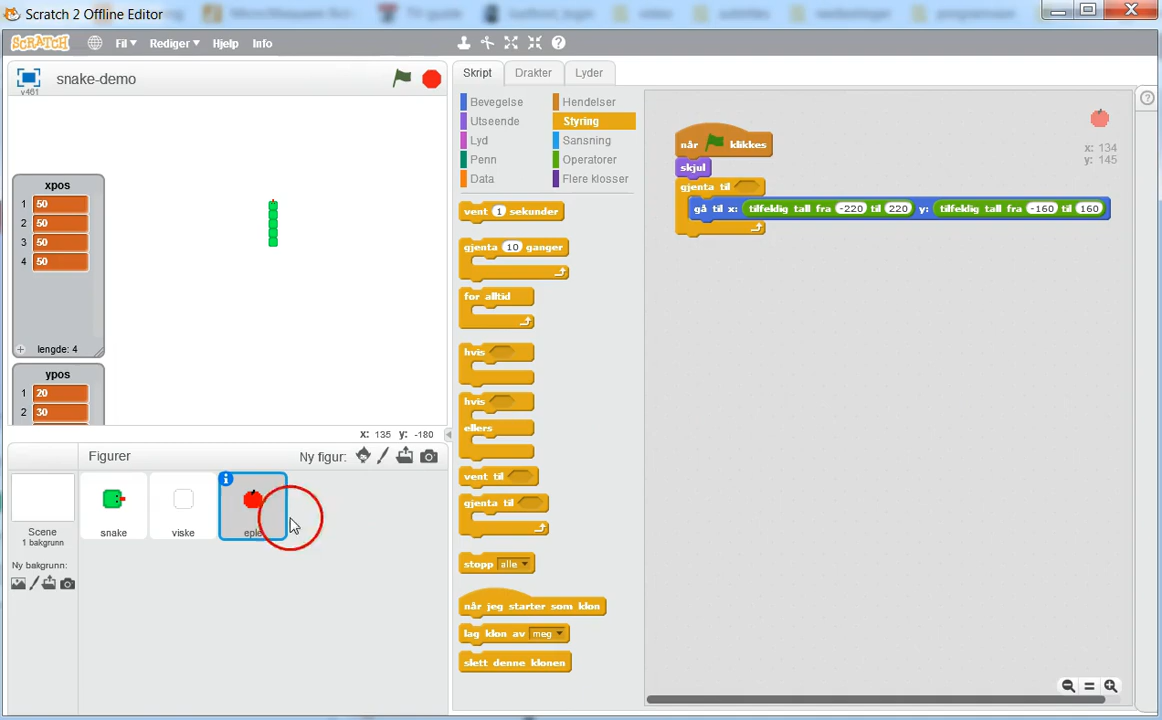 Scratch 2 Offline Editor
SCRATCH
Fil
Rediger
Hjelp
Info
v461
snake-demo
Skript
Drakter
Lyder
Bevegelse
Hendelser
Utseende
Styring
Lyd
Sansning
Penn
Operatorer
Data
Flere klosser
xpos
1 50
2 50
3 50
4 50
lengde: 4
ypos
1 20
2 30
x: 135 y: -180
Figurer
Ny figur:
Scene
1 bakgrunn
Ny bakgrunn:
snake
viske
eple
vent 1 sekunder
gjenta 10 ganger
for alltid
hvis
hvis
ellers
vent til
gjenta til
stopp alle
når jeg starter som klon
lag klon av meg
slett denne klonen
når klikkes
skjul
gjenta til
gå til x: tilfeldig tall fra -220 til 220 y: tilfeldig tall fra -160 til 160
x: 134
y: 145